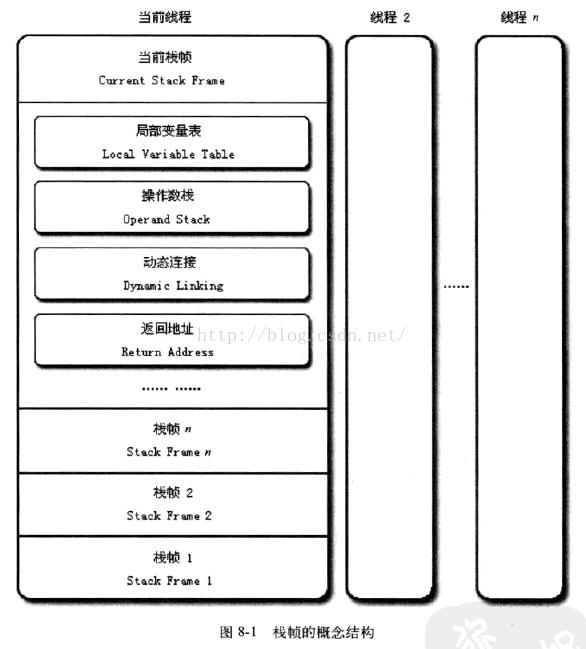 当前线程
线程 2
线程 n
当前栈帧
Current Stack Frame
局部变量表
Local Variable Table
操作数栈
Operand Stack
动态连接
Dynamic Linking
返回地址
Return Address
http://blog.csdn.net/
…… ……
……
栈帧 n
Stack Frame n
栈帧 2
Stack Frame 2
栈帧 1
Stack Frame 1
图 8-1 栈帧的概念结构